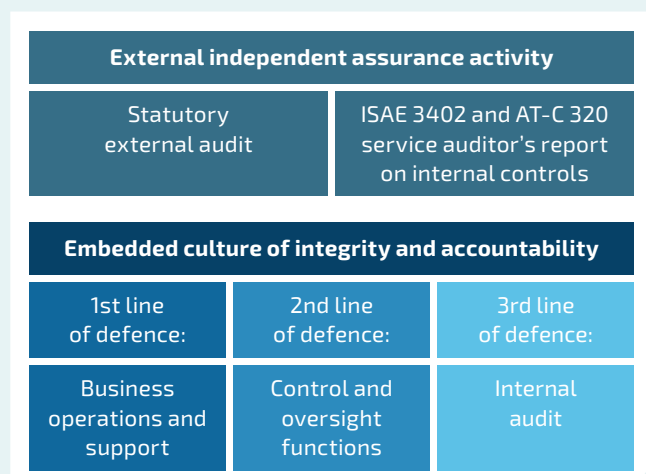 External independent assurance activity
Statutory
external audit
ISAE 3402 and AT-C 320
service auditor's report
on internal controls
Embedded culture of integrity and accountability
1st line
of defence:
2nd line
of defence:
3rd line
of defence:
Business
operations and
support
Control and
oversight
functions
Internal
audit